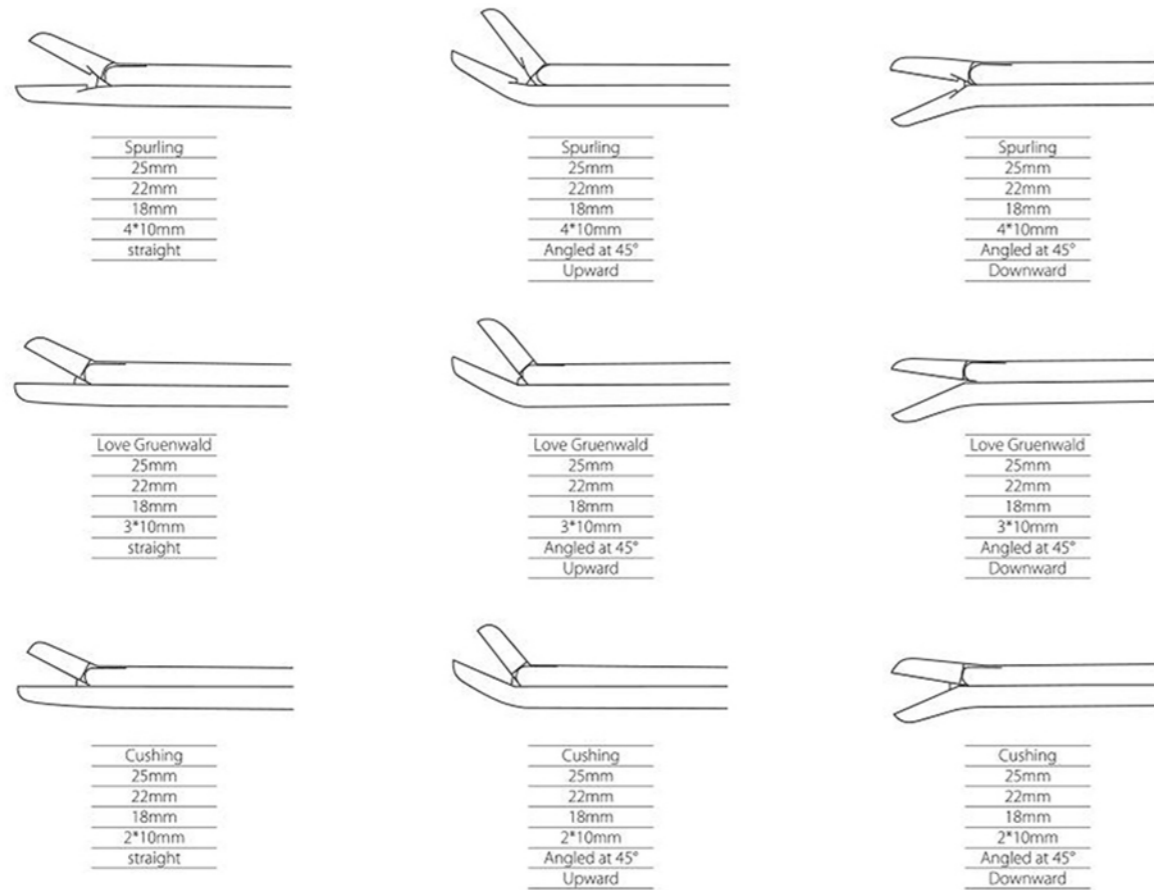 Spurling
25mm
22mm
18mm
4*10mm
straight
Spurling
25mm
22mm
18mm
4*10mm
Angled at 45°
Upward
Spurling
25mm
22mm
18mm
4*10mm
Angled at 45°
Downward
Love Gruenwald
25mm
22mm
18mm
3*10mm
straight
Love Gruenwald
25mm
22mm
18mm
3*10mm
Angled at 45°
Upward
Love Gruenwald
25mm
22mm
18mm
3*10mm
Angled at 45°
Downward
Cushing
25mm
22mm
18mm
2*10mm
straight
Cushing
25mm
22mm
18mm
2*10mm
Angled at 45°
Upward
Cushing
25mm
22mm
18mm
2*10mm
Angled at 45°
Downward